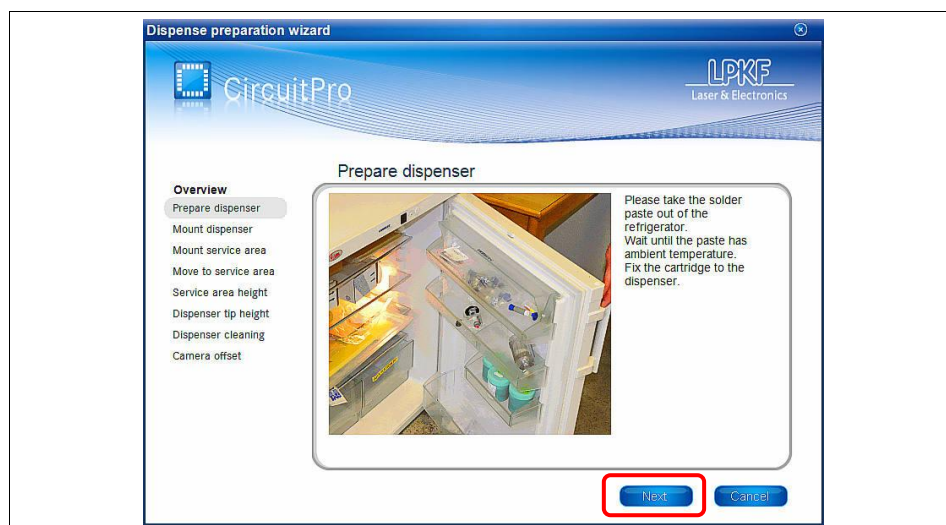 Dispense preparation wizard
CircuitPro
LPKF
Laser & Electronics
Prepare dispenser
Overview
Prepare dispenser
Mount dispenser
Mount service area
Move to service area
Service area height
Dispenser tip height
Dispenser cleaning
Camera offset
Please take the solder
paste out of the
refrigerator.
Wait until the paste has
ambient temperature.
Fix the cartridge to the
dispenser.
Next
Cancel